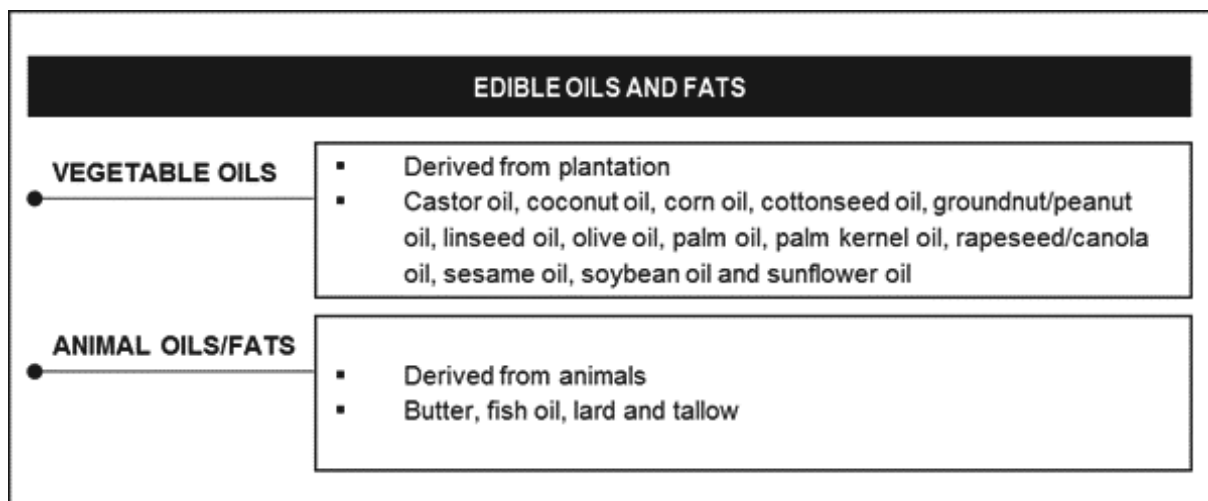 EDIBLE OILS AND FATS
VEGETABLE OILS
▪ Derived from plantation
▪ Castor oil, coconut oil, corn oil, cottonseed oil, groundnut/peanut
oil, linseed oil, olive oil, palm oil, palm kernel oil, rapeseed/canola
oil, sesame oil, soybean oil and sunflower oil
ANIMAL OILS/FATS
▪ Derived from animals
▪ Butter, fish oil, lard and tallow